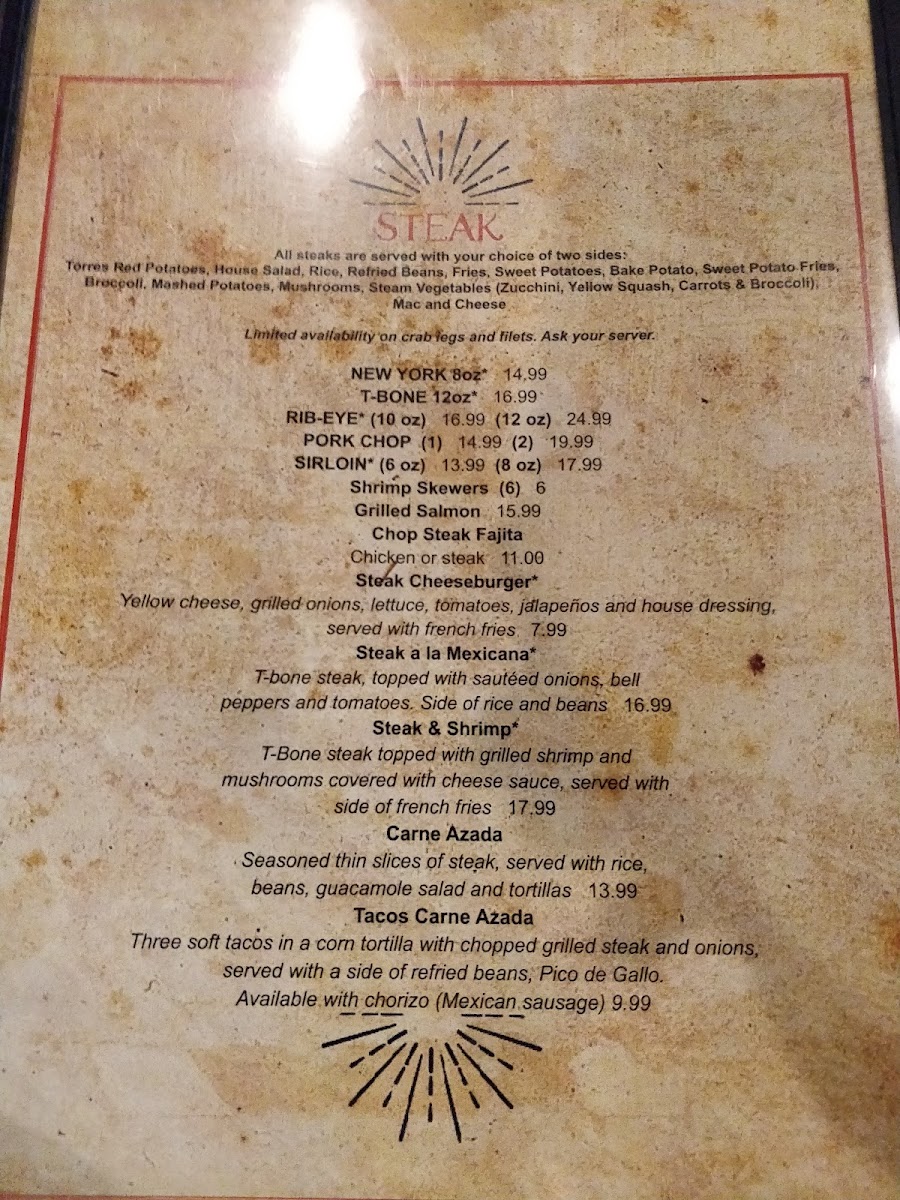 STEAK
All steaks are served with your choice of two sides:
Torres Red Potatoes, House Salad, Rice, Refried Beans, Fries, Sweet Potatoes, Bake Potato, Sweet Potato Fries,
Broccoli, Mashed Potatoes, Mushrooms, Steam Vegetables (Zucchini, Yellow Squash, Carrots & Broccoli),
Mac and Cheese
Limited availability on crab legs and filets. Ask your server.
NEW YORK 8oz* 14.99
T-BONE 12oz* 16.99
RIB-EYE* (10 oz) 16.99 (12 oz) 24.99
PORK CHOP (1) 14.99 (2) 19.99
SIRLOIN* (6 oz) 13.99 (8 oz) 17.99
Shrimp Skewers (6) 6
Grilled Salmon 15.99
Chop Steak Fajita
Chicken or steak 11.00
Steak Cheeseburger*
Yellow cheese, grilled onions, lettuce, tomatoes, jalapeños and house dressing,
served with french fries 7.99
Steak a la Mexicana*
T-bone steak, topped with sautéed onions, bell
peppers and tomatoes. Side of rice and beans 16.99
Steak & Shrimp*
T-Bone steak topped with grilled shrimp and
mushrooms covered with cheese sauce, served with
side of french fries 17.99
Carne Azada
Seasoned thin slices of steak, served with rice,
beans, guacamole salad and tortillas 13.99
Tacos Carne Azada
Three soft tacos in a corn tortilla with chopped grilled steak and onions,
served with a side of refried beans, Pico de Gallo.
Available with chorizo (Mexican sausage) 9.99